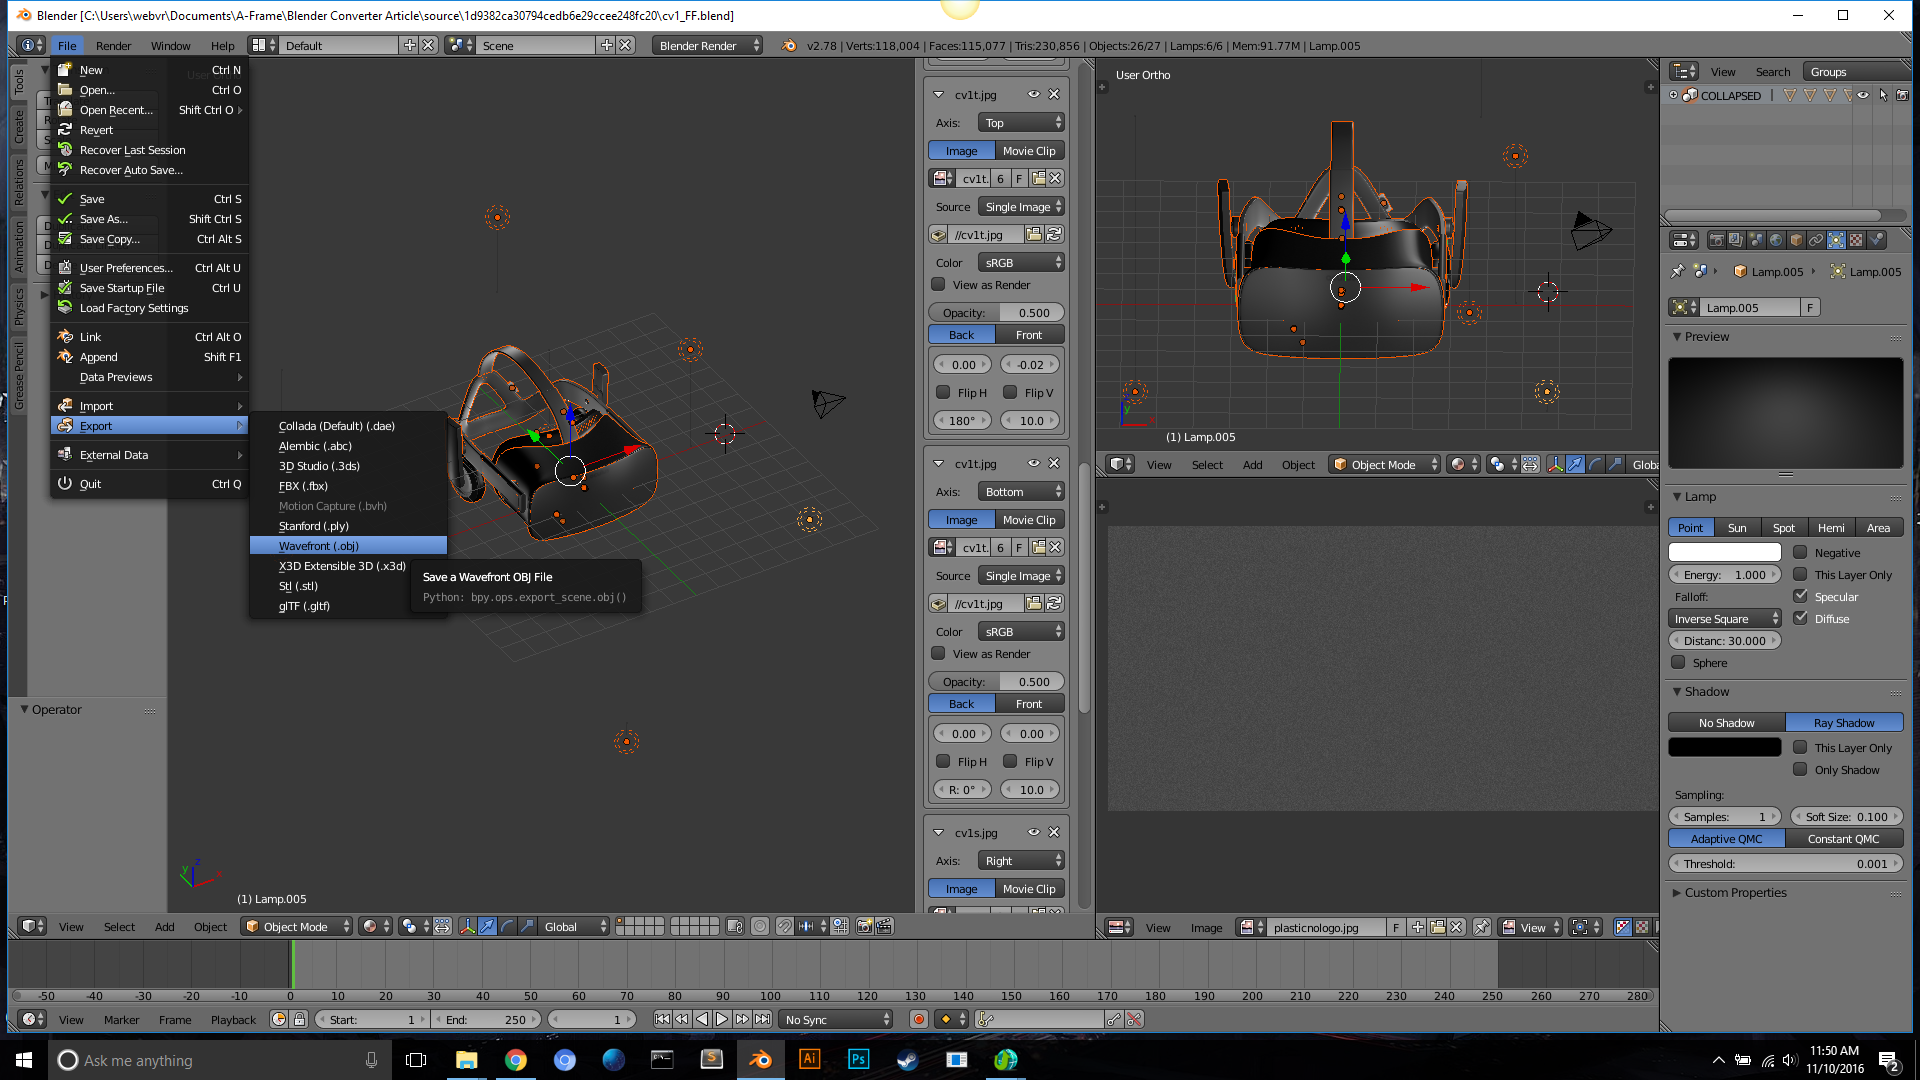 Blender [C:\Users\webvr\Documents\A-Frame\Blender Converter Article\source\1d9382ca30794cedb6e29ccee248fc20\cv1_FF.blend]
File Render Window Help Default Scene Blender Render v2.78 | Verts:118,004 | Faces:115,077 | Tris:230,856 | Objects:26/27 | Lamps:6/6 | Mem:91.77M | Lamp.005
New Ctrl N
Open... Ctrl O
Open Recent... Shift Ctrl O
Revert
Recover Last Session
Recover Auto Save...
Save Ctrl S
Save As... Shift Ctrl S
Save Copy... Ctrl Alt S
User Preferences... Ctrl Alt U
Save Startup File Ctrl U
Load Factory Settings
Link Ctrl Alt O
Append Shift F1
Data Previews
Import
Export
External Data
Quit Ctrl Q
Collada (Default) (.dae)
Alembic (.abc)
3D Studio (.3ds)
FBX (.fbx)
Motion Capture (.bvh)
Stanford (.ply)
Wavefront (.obj)
X3D Extensible 3D (.x3d)
Stl (.stl)
glTF (.gltf)
Save a Wavefront OBJ File
Python: bpy.ops.export_scene.obj()
Tools
Create
Relations
Animation
Physics
Grease Pencil
Operator
(1) Lamp.005
cv1t.jpg
Axis: Top
Image Movie Clip
cv1t. 6 F
Source Single Image
//cv1t.jpg
Color sRGB
View as Render
Opacity: 0.500
Back Front
0.00 -0.02
Flip H Flip V
180° 10.0
cv1t.jpg
Axis: Bottom
Image Movie Clip
cv1t. 6 F
Source Single Image
//cv1t.jpg
Color sRGB
View as Render
Opacity: 0.500
Back Front
0.00 0.00
Flip H Flip V
R: 0° 10.0
cv1s.jpg
Axis: Right
Image Movie Clip
User Ortho
(1) Lamp.005
View Select Add Object Object Mode Globa
View Search Groups
COLLAPSED
Lamp.005 Lamp.005
Lamp.005 F
Preview
Lamp
Point Sun Spot Hemi Area
Negative
Energy: 1.000 This Layer Only
Falloff: Specular
Inverse Square Diffuse
Distanc: 30.000
Sphere
Shadow
No Shadow Ray Shadow
This Layer Only
Only Shadow
Sampling:
Samples: 1 Soft Size: 0.100
Adaptive QMC Constant QMC
Threshold: 0.001
Custom Properties
View Select Add Object Object Mode Global
View Image plasticnologo.jpg F View
-50 -40 -30 -20 -10 0 10 20 30 40 50 60 70 80 90 100 110 120 130 140 150 160 170 180 190 200 210 220 230 240 250 260 270 280
View Marker Frame Playback Start: 1 End: 250 1 No Sync
Ask me anything
Ai
Ps
11:50 AM
11/10/2016
2